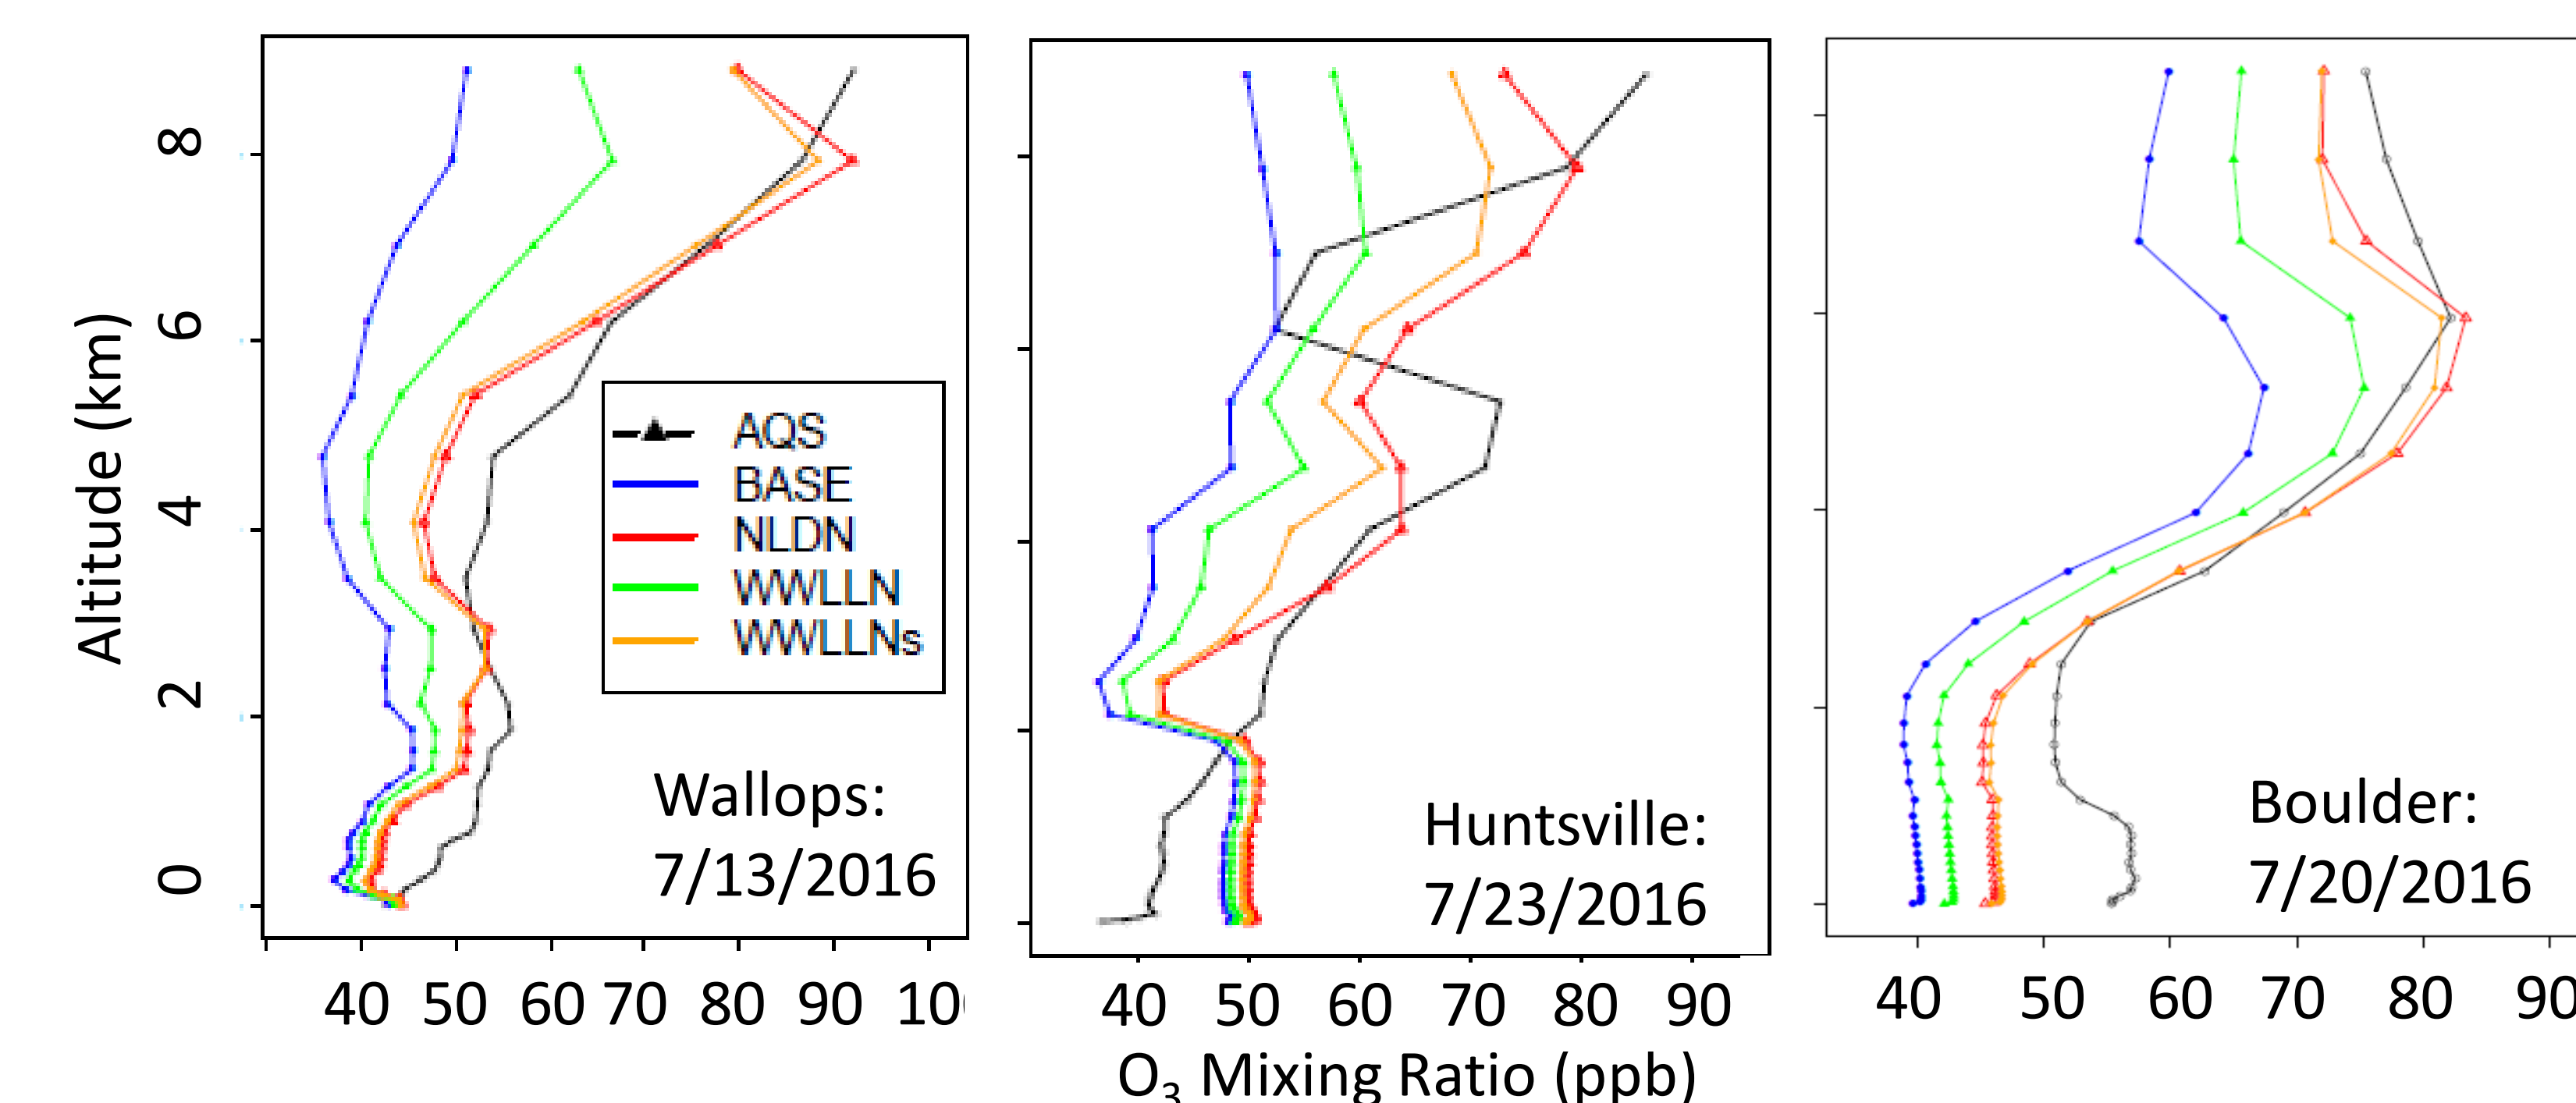 Altitude (km)
8
6
4
2
0
AQS
BASE
NLDN
WWLLN
WWLLNs
Wallops:
7/13/2016
40 50 60 70 80 90 10
Huntsville:
7/23/2016
40 50 60 70 80 90
Boulder:
7/20/2016
40 50 60 70 80 90
O₃ Mixing Ratio (ppb)